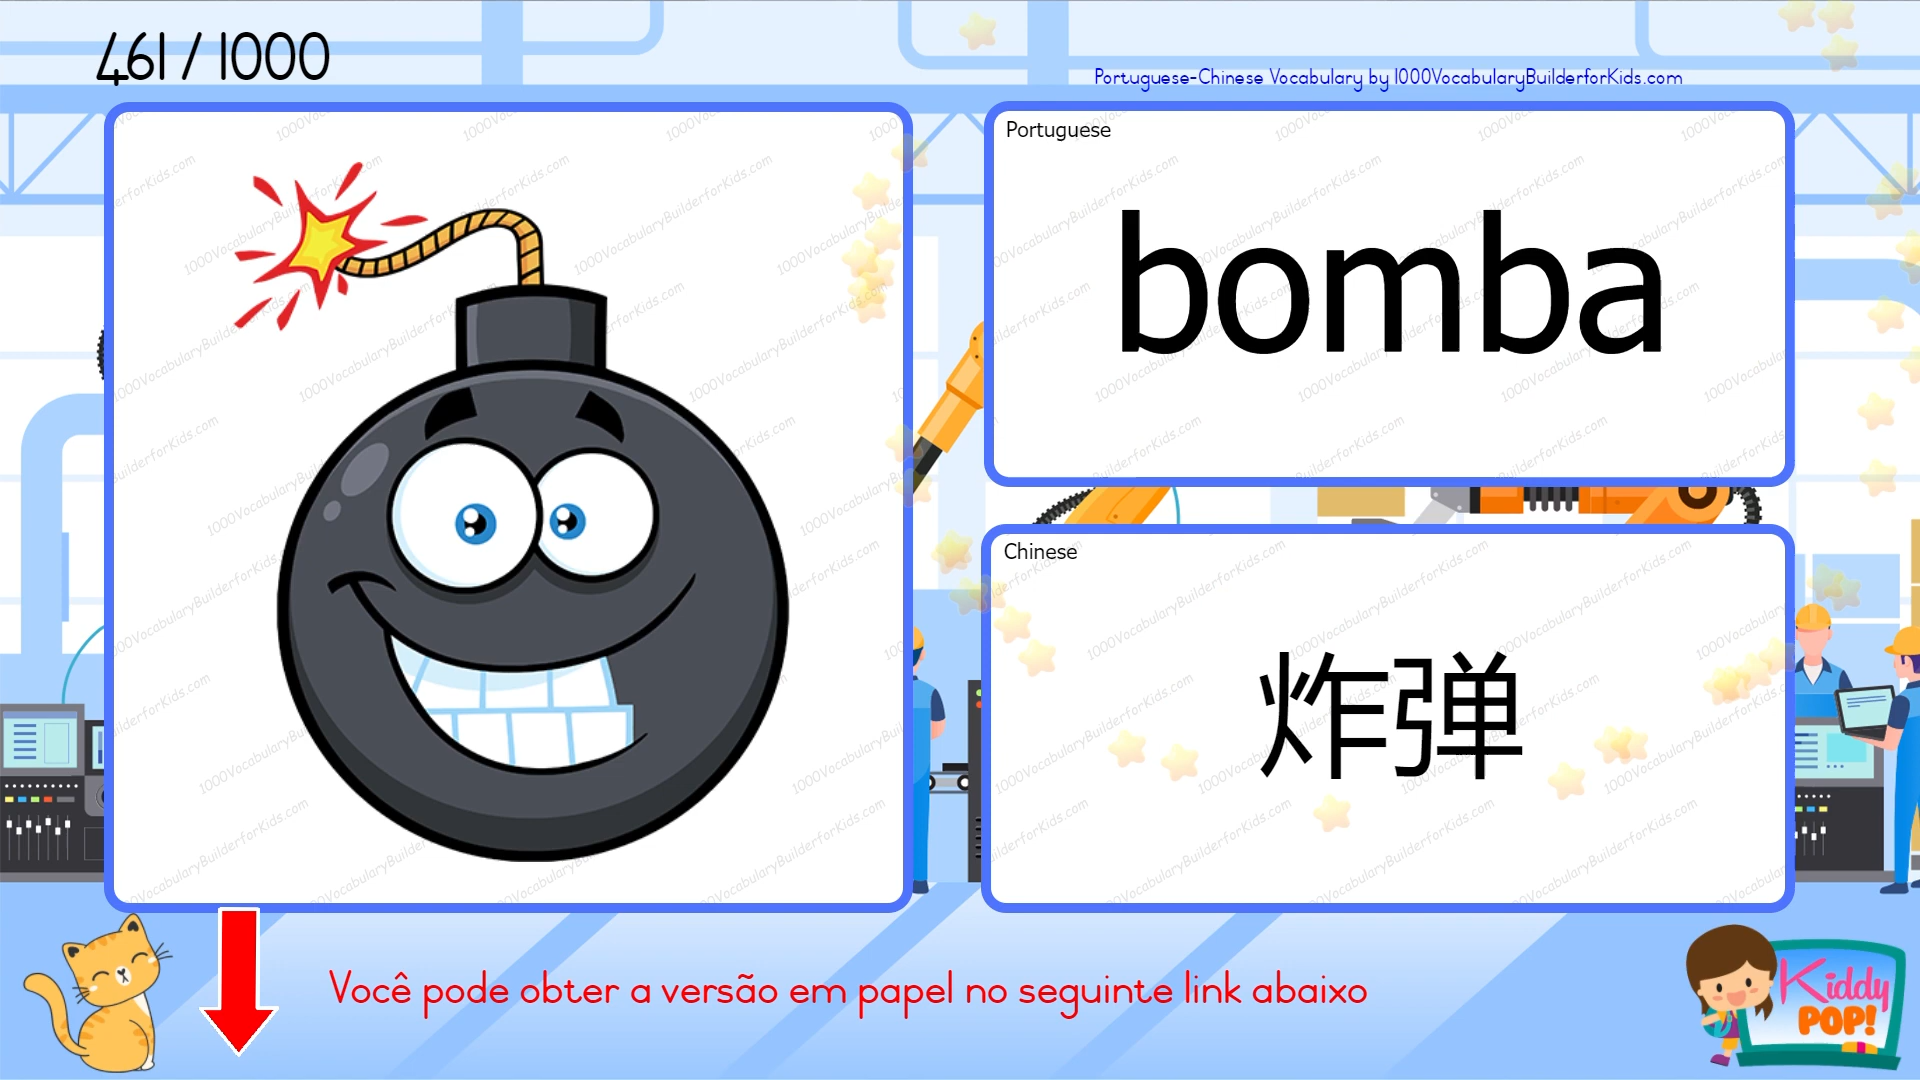 461 / 1000
Portuguese-Chinese Vocabulary by 1000VocabularyBuilderforKids.com
Portuguese
bomba
Chinese
炸弹
Você pode obter a versão em papel no seguinte link abaixo
Kiddy
POP!